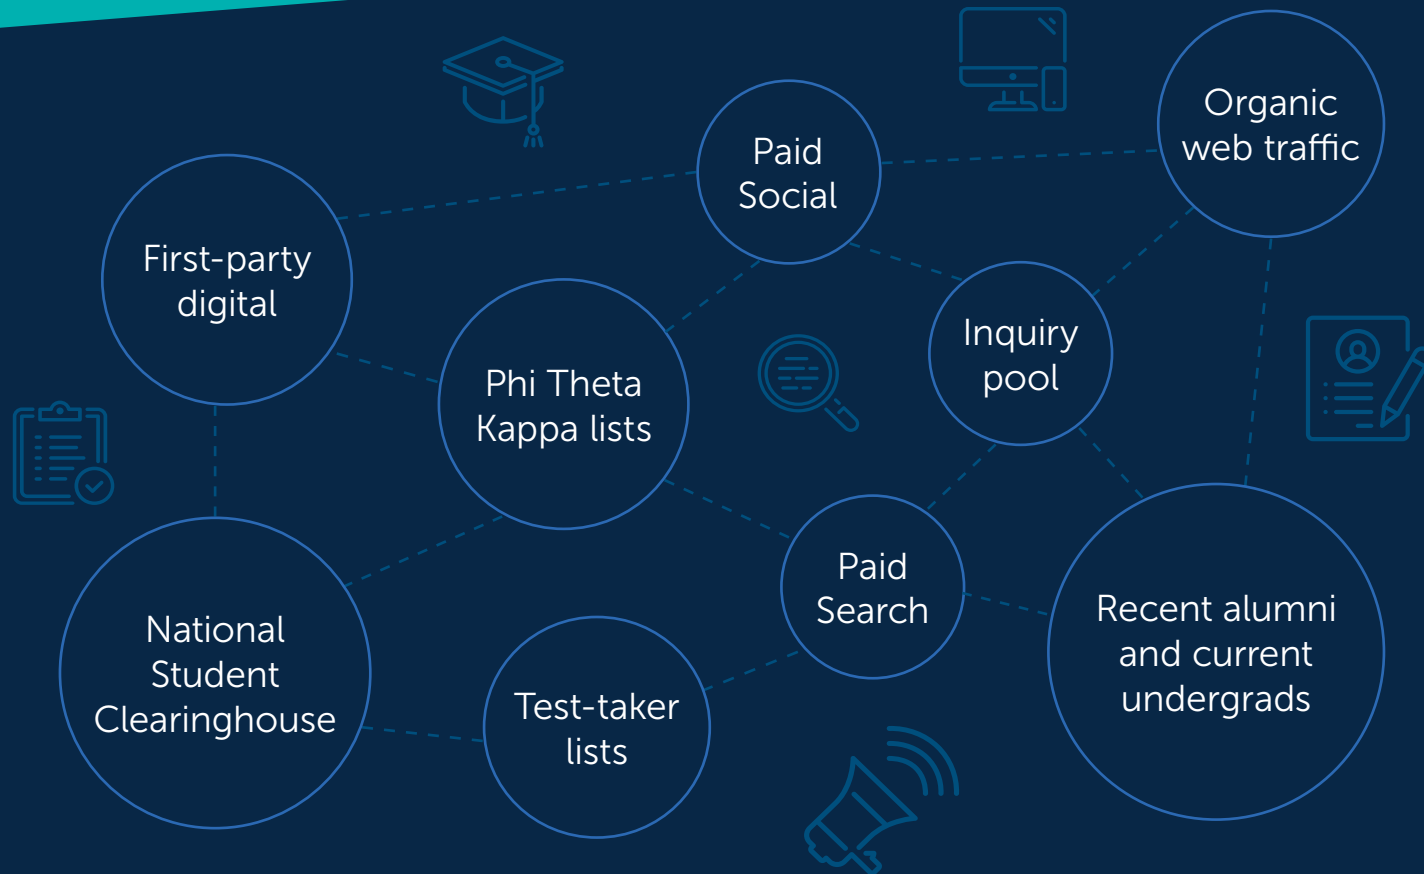 Organic
web traffic
Paid
Social
First-party
digital
Inquiry
pool
Phi Theta
Kappa lists
Paid
Search
Recent alumni
and current
undergrads
National
Student
Clearinghouse
Test-taker
lists